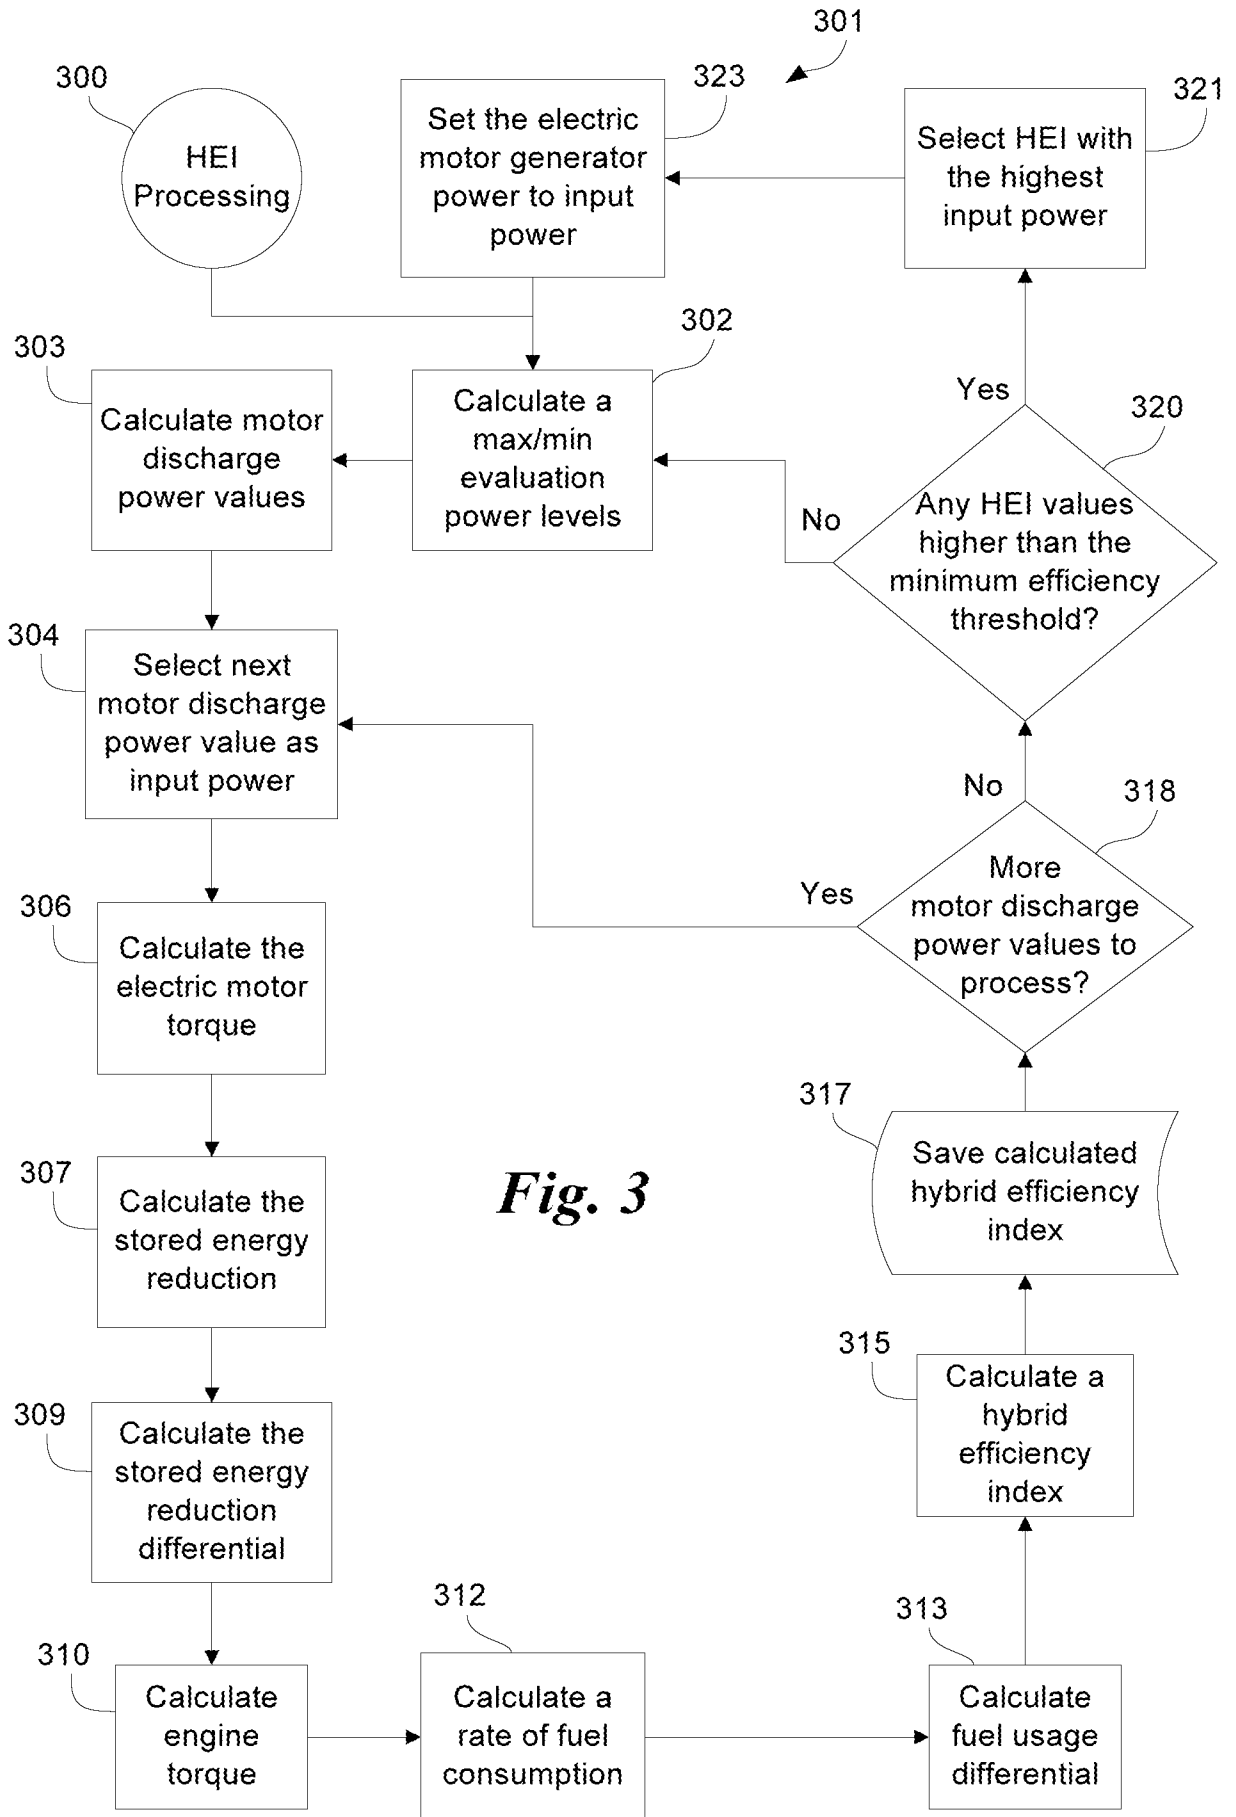 301
300
HEI
Processing
323
Set the electric
motor generator
power to input
power
321
Select HEI with
the highest
input power
302
Calculate a
max/min
evaluation
power levels
303
Calculate motor
discharge
power values
304
Select next
motor discharge
power value as
input power
306
Calculate the
electric motor
torque
307
Calculate the
stored energy
reduction
309
Calculate the
stored energy
reduction
differential
310
Calculate
engine
torque
312
Calculate a
rate of fuel
consumption
313
Calculate
fuel usage
differential
315
Calculate a
hybrid
efficiency
index
317
Save calculated
hybrid efficiency
index
318
More
motor discharge
power values to
process?
Yes
No
320
Any HEI values
higher than the
minimum efficiency
threshold?
No
Yes
Fig. 3